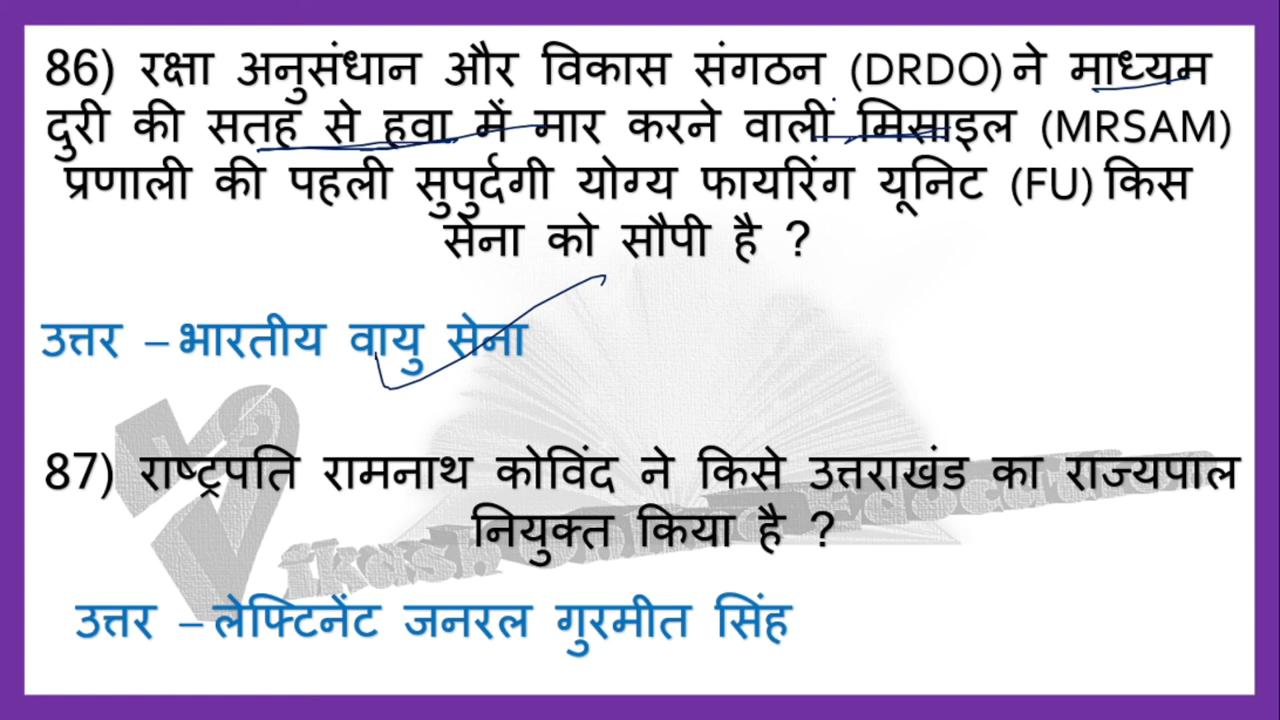 86) रक्षा अनुसंधान और विकास संगठन (DRDO) ने माध्यम
दुरी की सतह से हवा में मार करने वाली मिसाइल (MRSAM)
प्रणाली की पहली सुपुर्दगी योग्य फायरिंग यूनिट (FU) किस
सेना को सौपी है ?
उत्तर – भारतीय वायु सेना
87) राष्ट्रपति रामनाथ कोविंद ने किसे उत्तराखंड का राज्यपाल
नियुक्त किया है ?
उत्तर – लेफ्टिनेंट जनरल गुरमीत सिंह